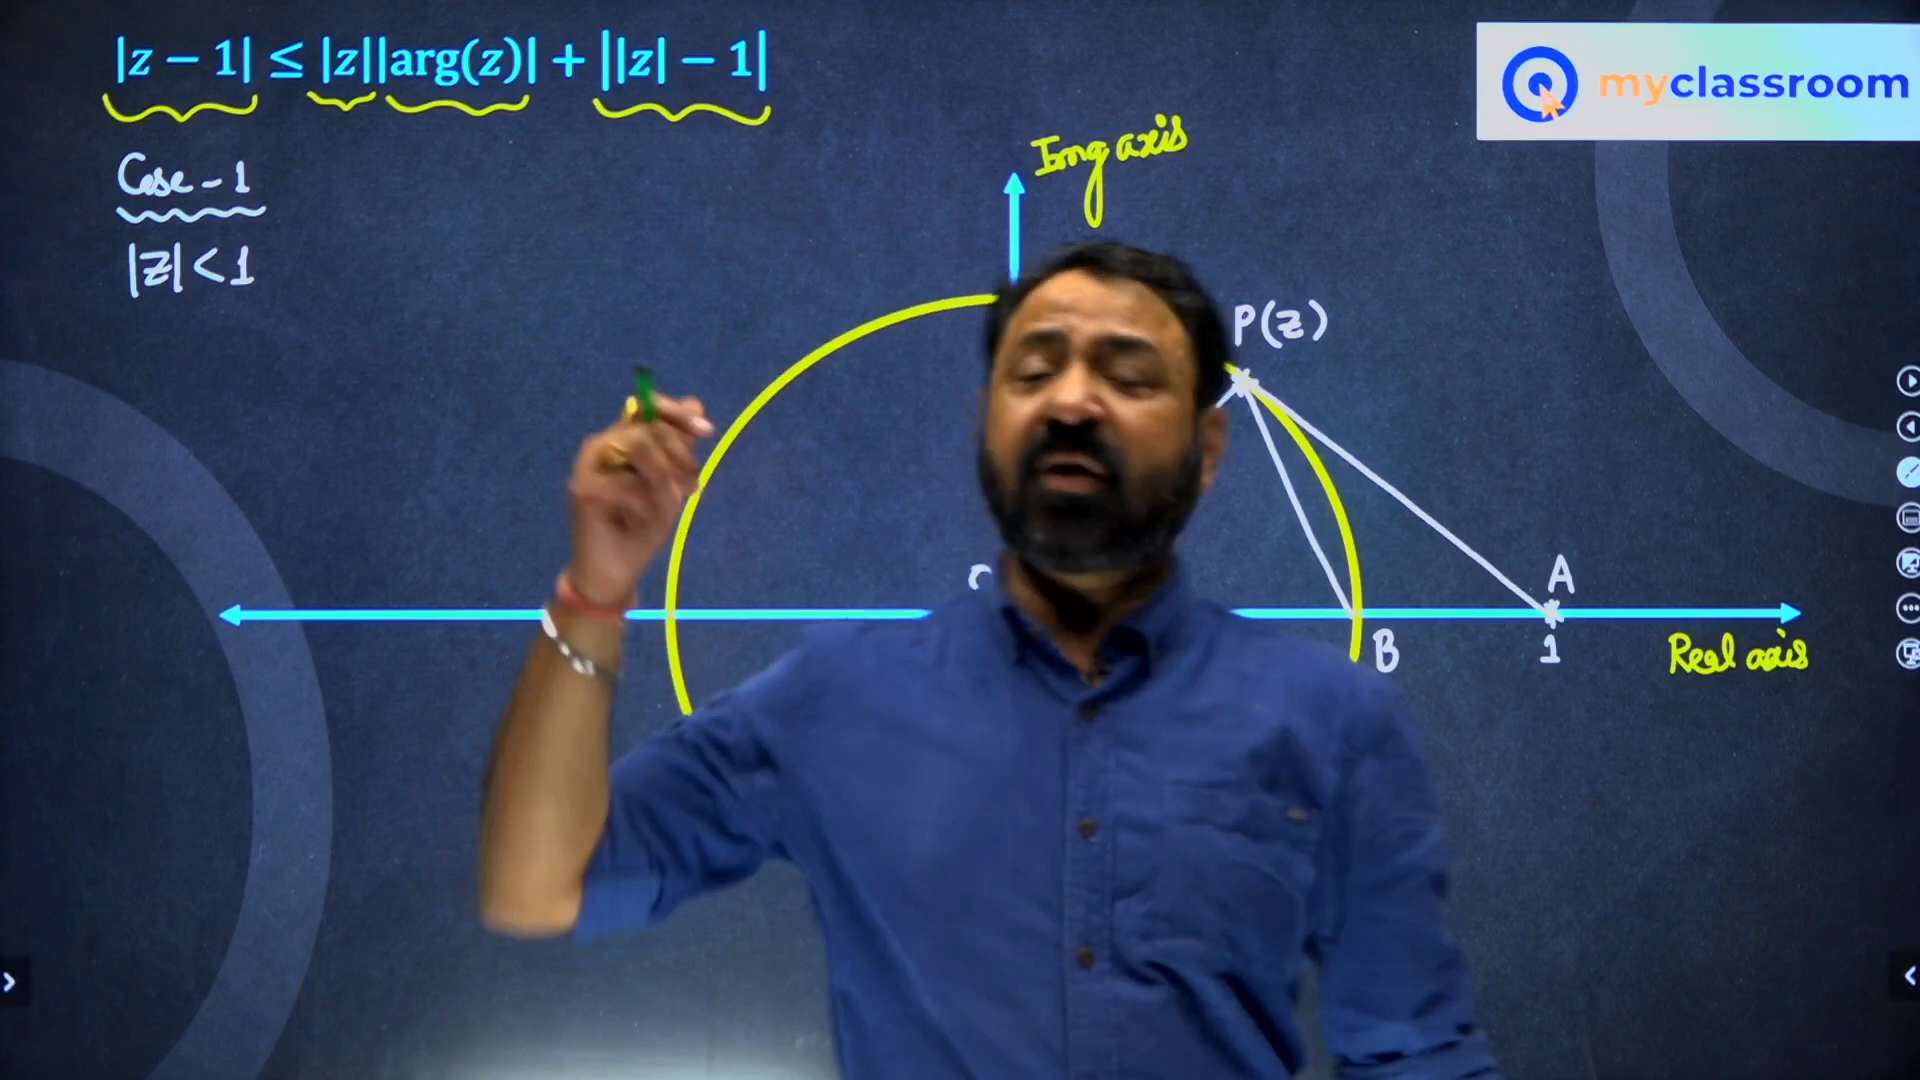 |z − 1| ≤ |z||arg(z)| + ||z| − 1|
myclassroom
Case - 1
|z| < 1
Img axis
P(z)
A
B
1
Real axis